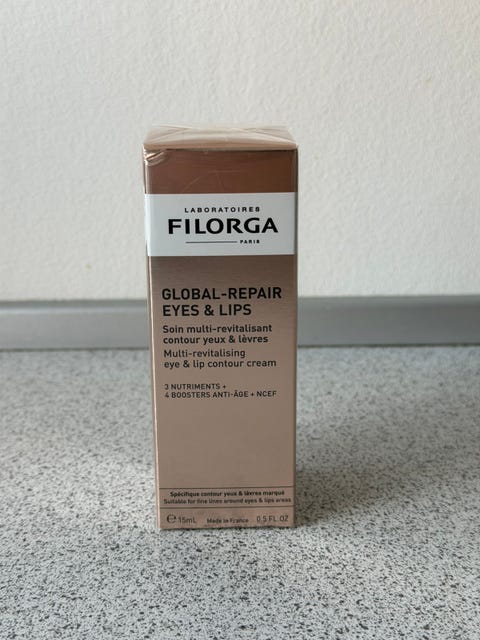 LABORATOIRES
FILORGA
PARIS
GLOBAL-REPAIR
EYES & LIPS
Soin multi-revitalisant
contour yeux & lèvres
Multi-revitalising
eye & lip contour cream
3 NUTRIMENTS +
4 BOOSTERS ANTI-ÂGE + NCEF
Spécifique contour yeux & lèvres marqué
Suitable for fine lines around eyes & lips areas
℮ 15mL Made in France 0.5 FL.OZ